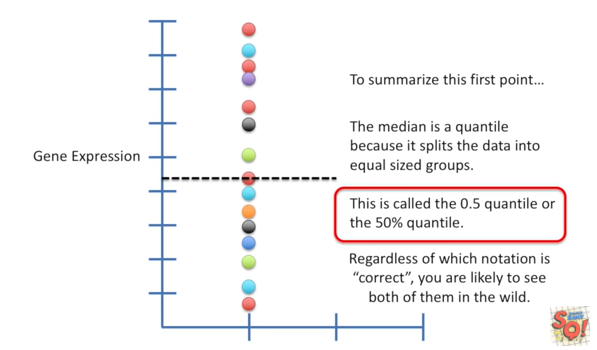 To summarize this first point...
The median is a quantile
because it splits the data into
equal sized groups.
Gene Expression
This is called the 0.5 quantile or
the 50% quantile.
Regardless of which notation is
“correct”, you are likely to see
both of them in the wild.
SQ!